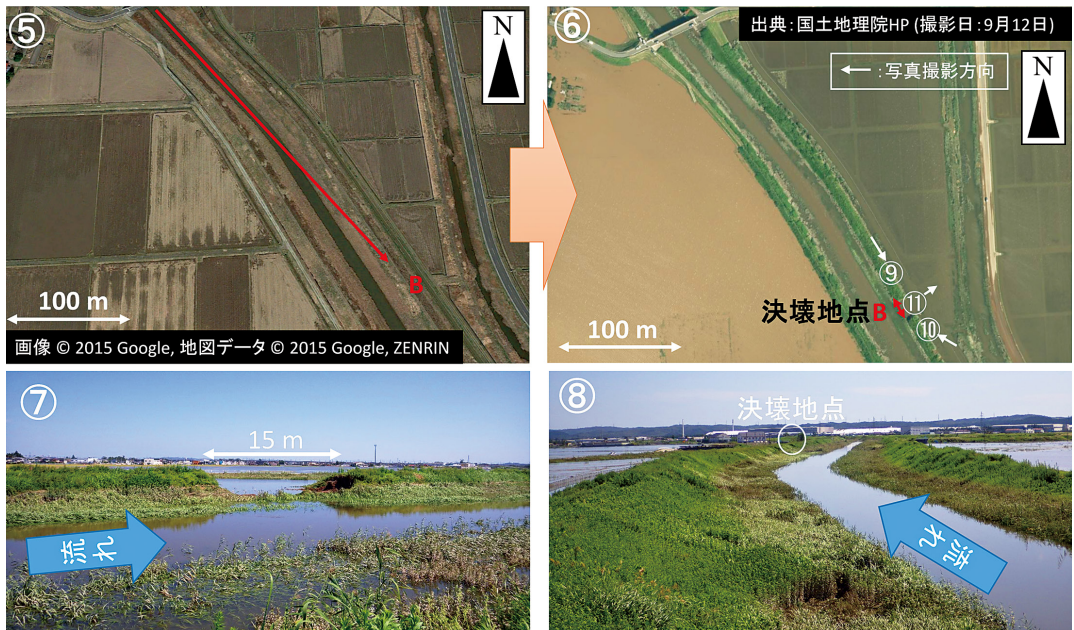 ⑤
N
B
100 m
画像 © 2015 Google, 地図データ © 2015 Google, ZENRIN
⑥
出典：国土地理院HP (撮影日：9月12日)
：写真撮影方向
N
⑨
⑪
決壊地点B
⑩
100 m
⑦
15 m
流れ
⑧
決壊地点
流れ